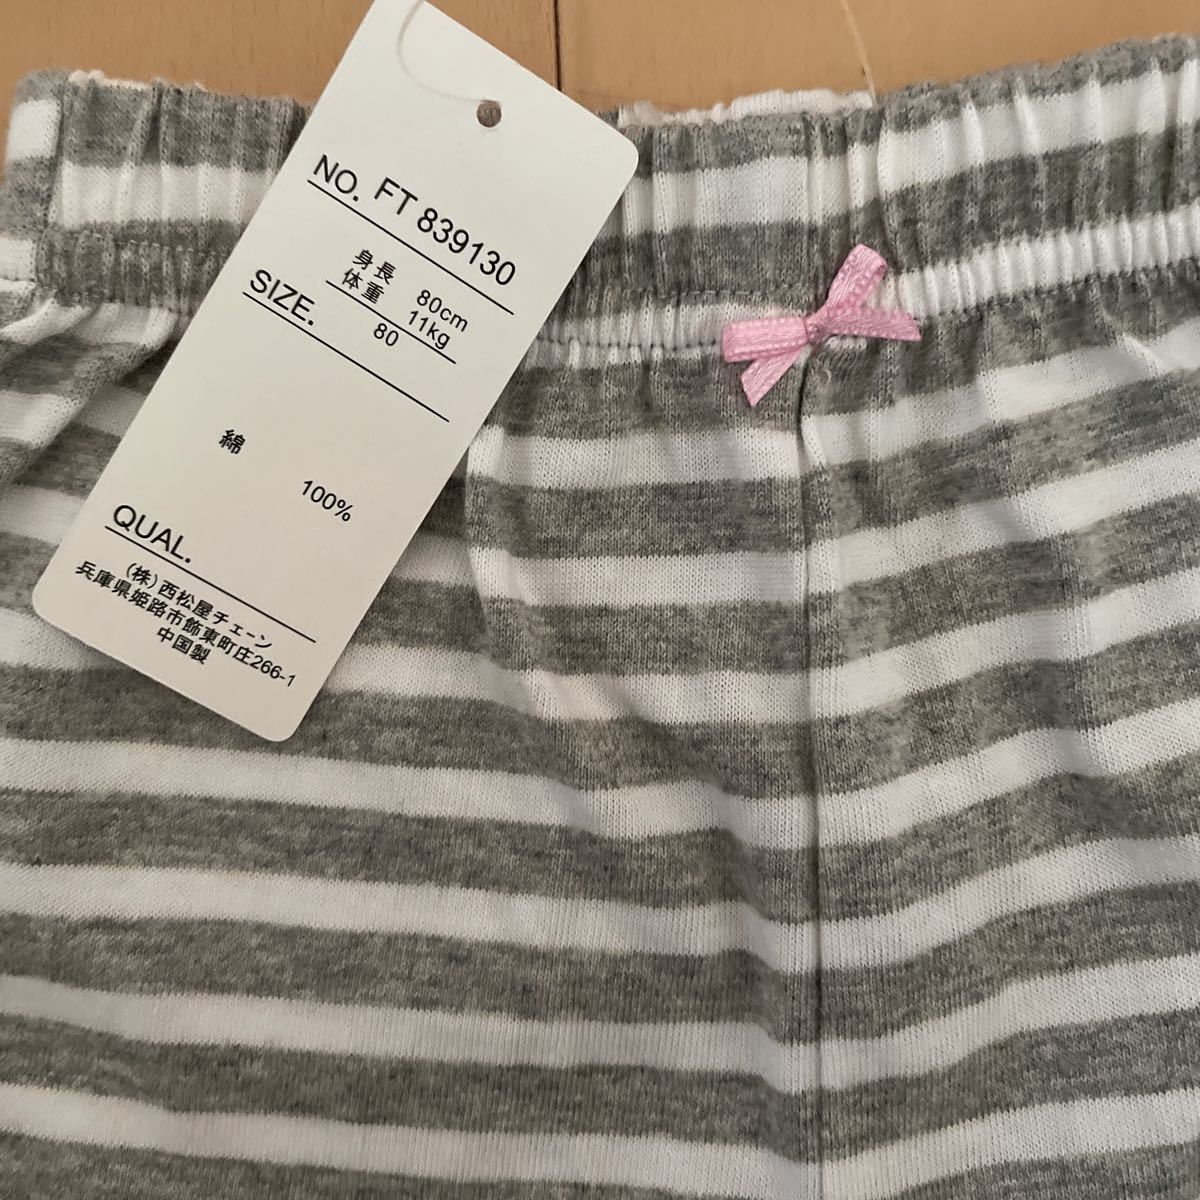 NO. FT 839130
身長 80cm
体重 11kg
SIZE. 80
綿 100%
QUAL.
(株)西松屋チェーン
兵庫県姫路市飾東町庄266-1
中国製